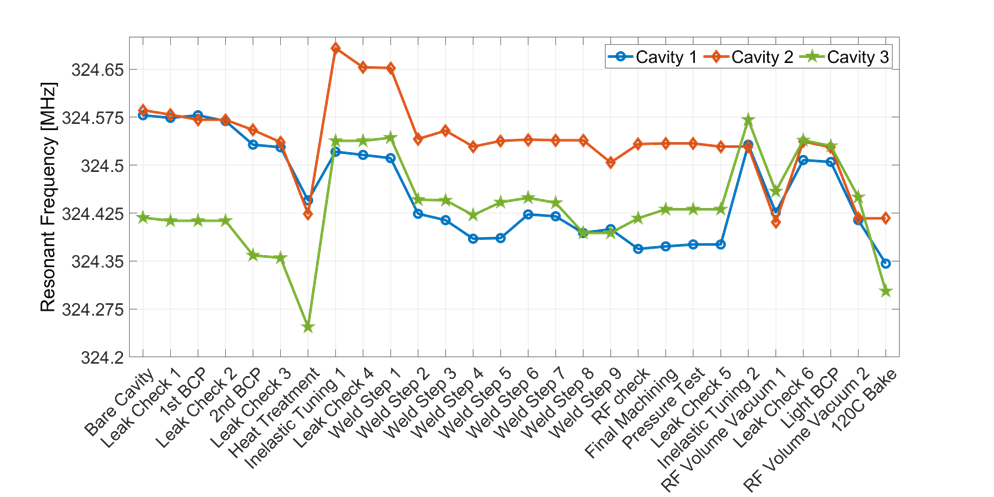 Cavity 1 Cavity 2 Cavity 3
Resonant Frequency [MHz]
324.65
324.575
324.5
324.425
324.35
324.275
324.2
Bare Cavity
Leak Check 1
1st BCP
Leak Check 2
2nd BCP
Leak Check 3
Heat Treatment
Inelastic Tuning 1
Leak Check 4
Weld Step 1
Weld Step 2
Weld Step 3
Weld Step 4
Weld Step 5
Weld Step 6
Weld Step 7
Weld Step 8
Weld Step 9
RF check
Final Machining
Pressure Test
Leak Check 5
Inelastic Tuning 2
RF Volume Vacuum 1
Leak Check 6
Light BCP
RF Volume Vacuum 2
120C Bake